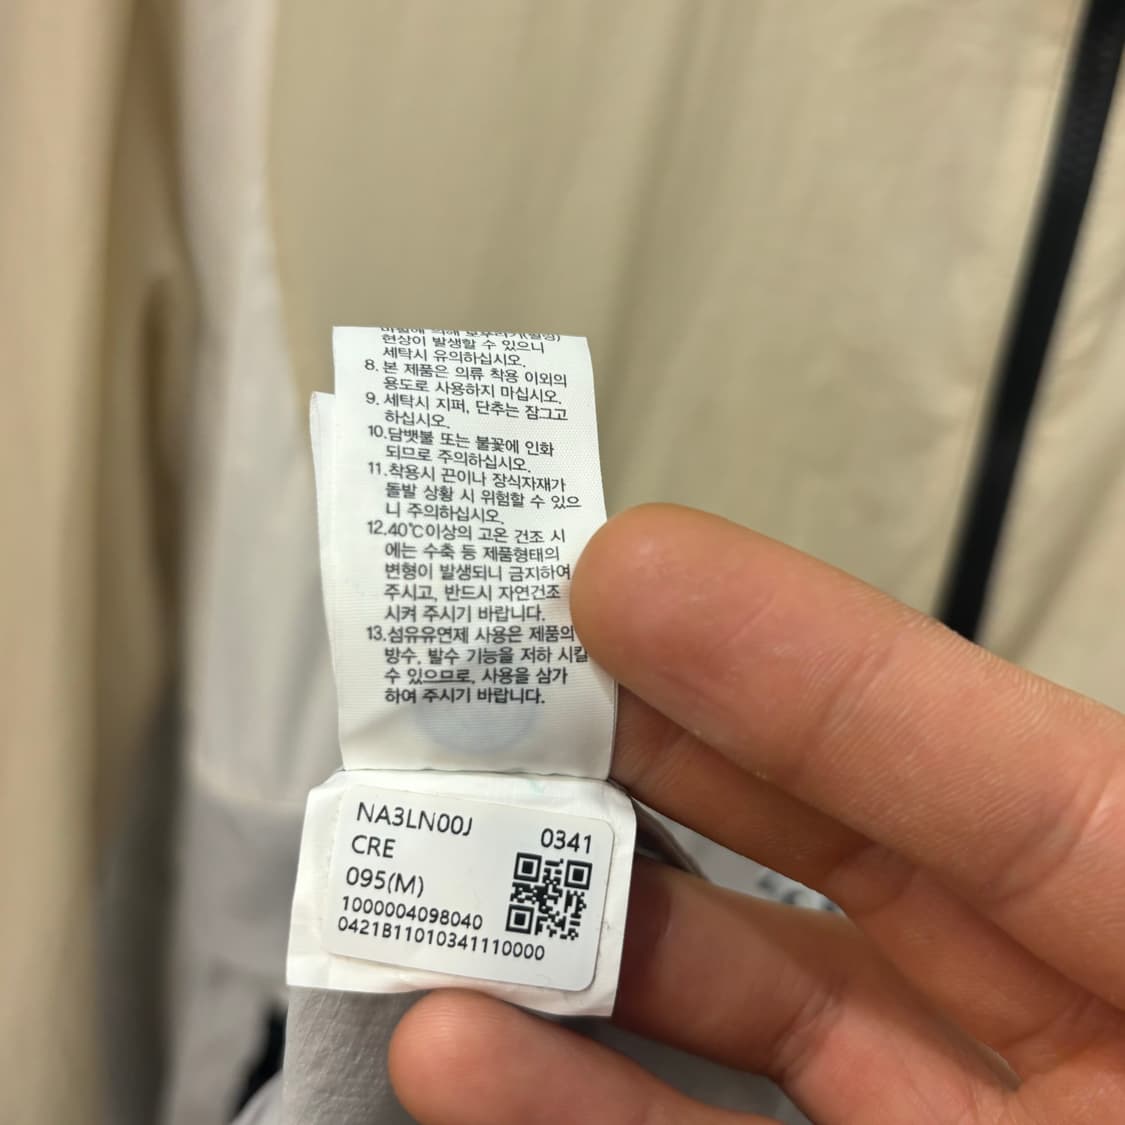 현상이 발생할 수 있으니
세탁시 유의하십시오.
8. 본 제품은 의류 착용 이외의
용도로 사용하지 마십시오.
9. 세탁시 지퍼, 단추는 잠그고
하십시오.
10.담뱃불 또는 불꽃에 인화
되므로 주의하십시오.
11.착용시 끈이나 장식자재가
돌발 상황 시 위험할 수 있으
니 주의하십시오.
12.40℃이상의 고온 건조 시
에는 수축 등 제품형태의
변형이 발생되니 금지하여
주시고, 반드시 자연건조
시켜 주시기 바랍니다.
13.섬유유연제 사용은 제품의
방수, 발수 기능을 저하 시킬
수 있으므로, 사용을 삼가
하여 주시기 바랍니다.
NA3LN00J
0341
CRE
095(M)
1000004098040
0421B11010341110000